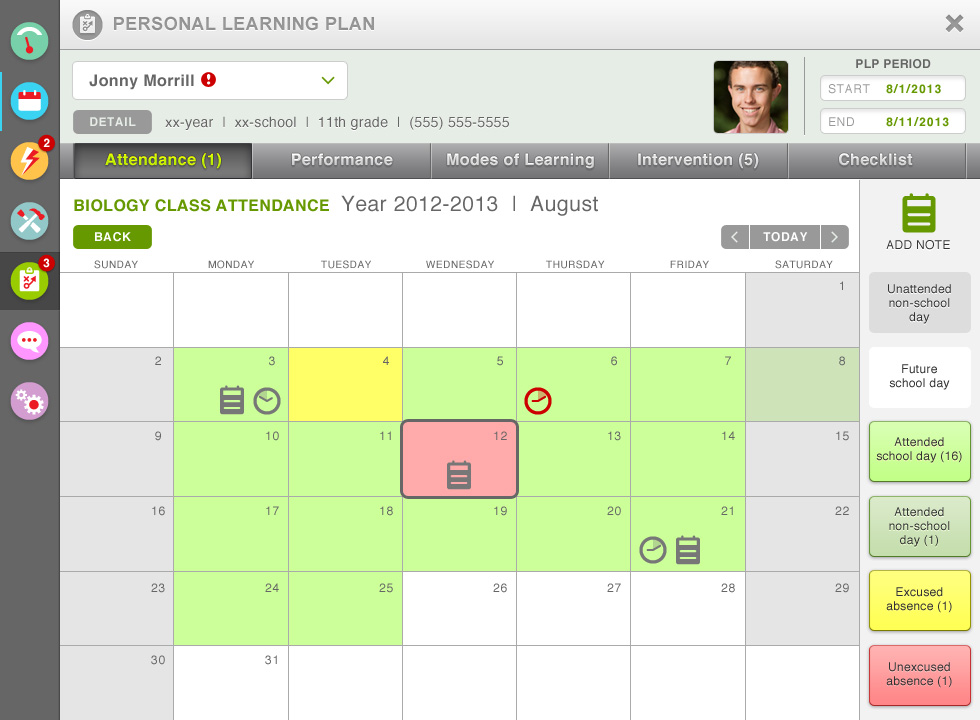 PERSONAL LEARNING PLAN
Jonny Morrill
DETAIL xx-year | xx-school | 11th grade | (555) 555-5555
PLP PERIOD
START 8/1/2013
END 8/11/2013
2
3
Attendance (1) Performance Modes of Learning Intervention (5) Checklist
BIOLOGY CLASS ATTENDANCE Year 2012-2013 | August
BACK
TODAY
SUNDAY MONDAY TUESDAY WEDNESDAY THURSDAY FRIDAY SATURDAY
1
2 3 4 5 6 7 8
9 10 11 12 13 14 15
16 17 18 19 20 21 22
23 24 25 26 27 28 29
30 31
ADD NOTE
Unattended
non-school
day
Future
school day
Attended
school day (16)
Attended
non-school
day (1)
Excused
absence (1)
Unexcused
absence (1)